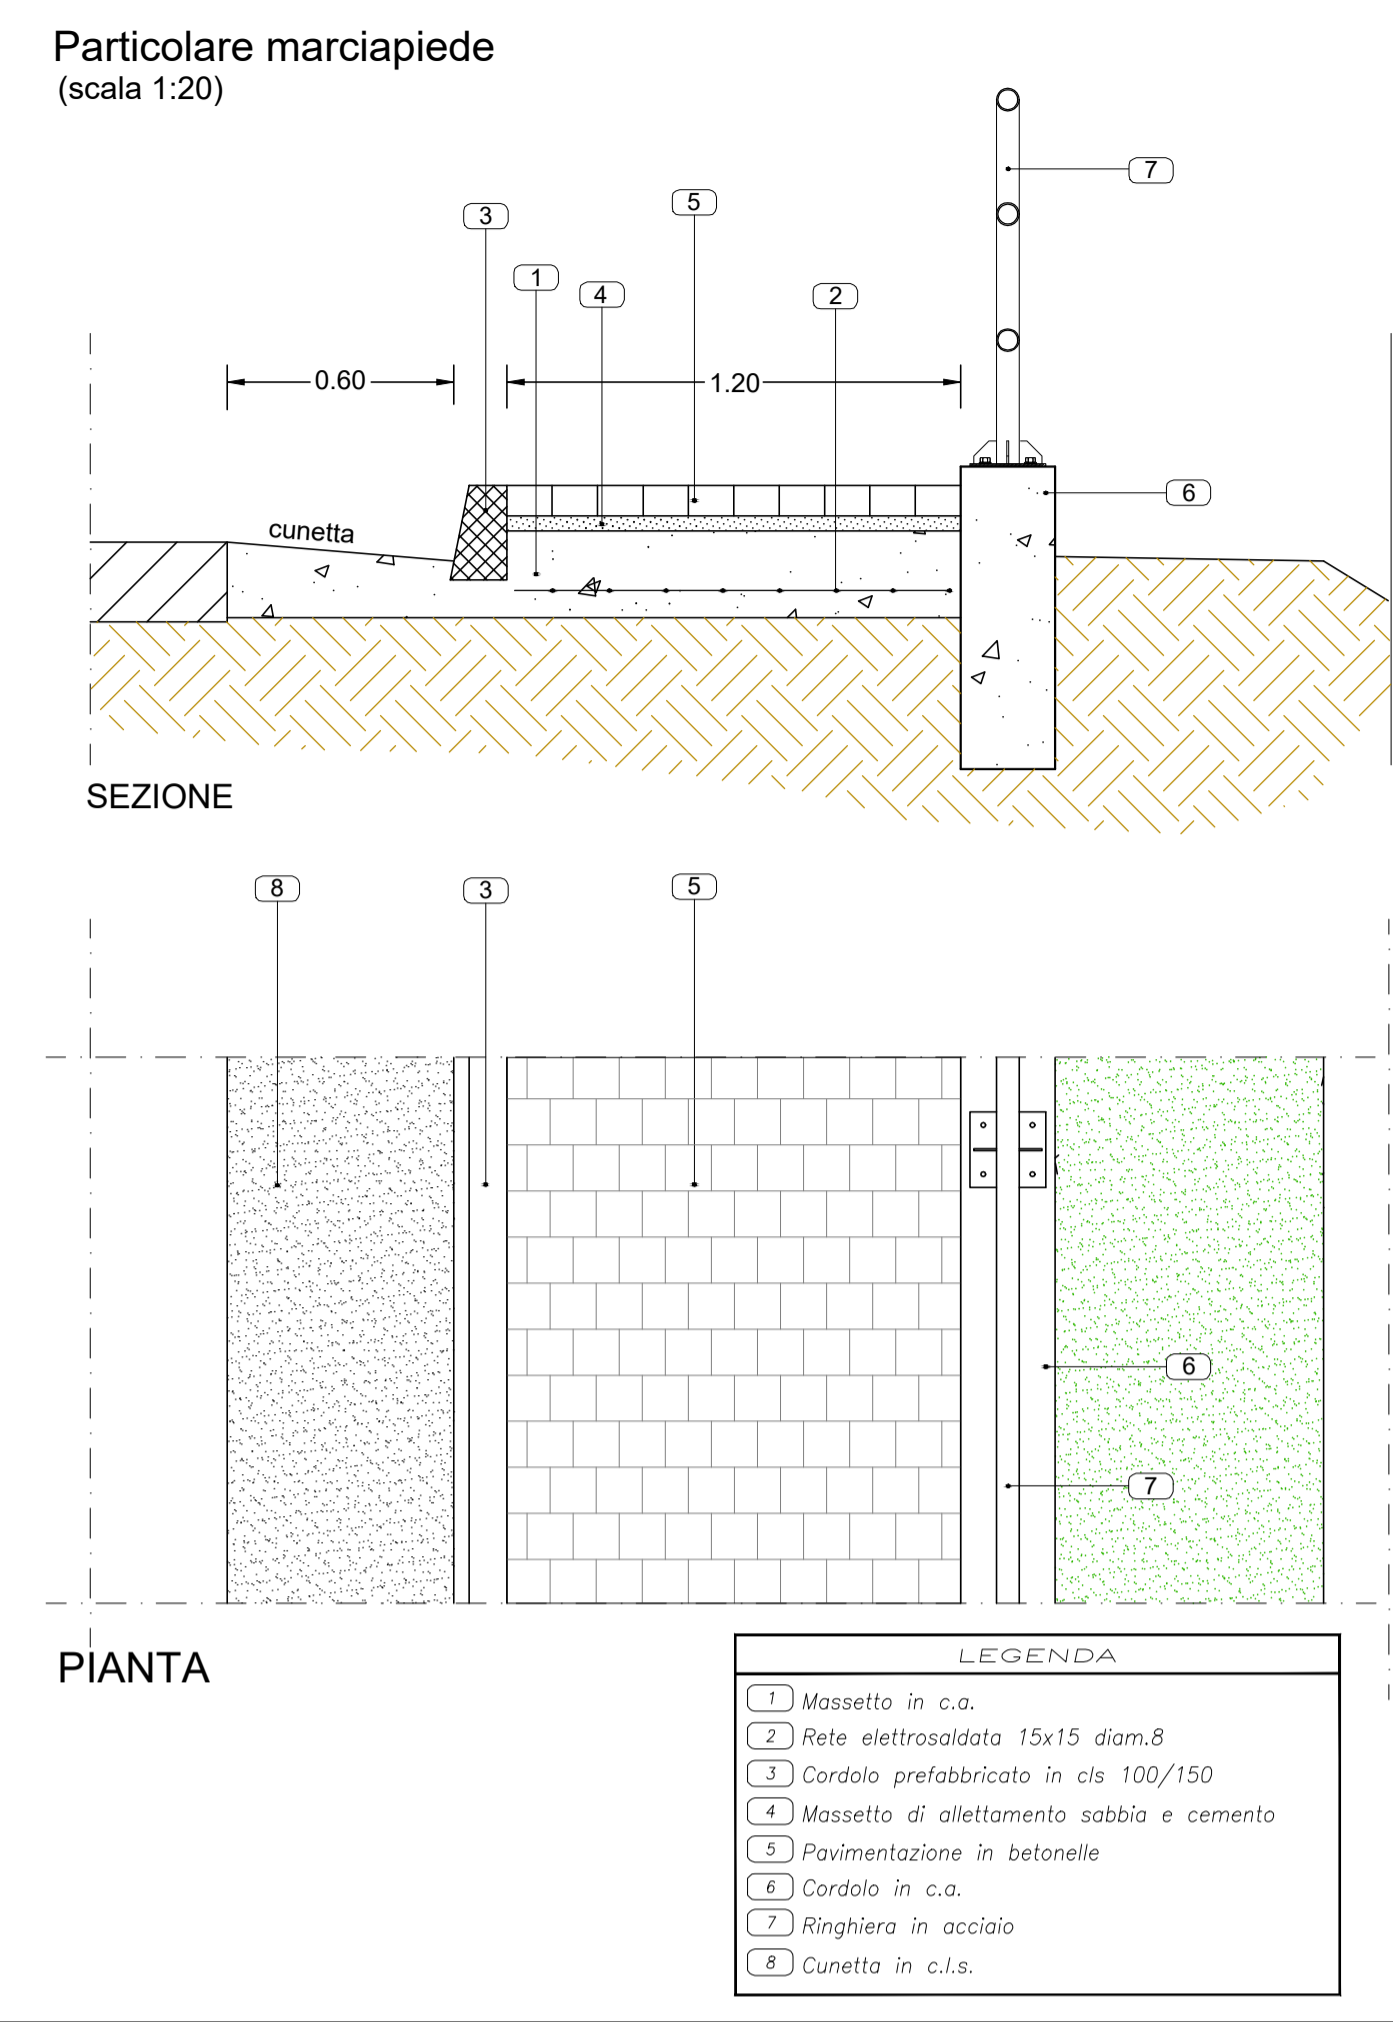 Particolare marciapiede
(scala 1:20)
7
5
3
1
4
2
0.60
1.20
6
cunetta
SEZIONE
8
3
5
6
7
PIANTA
LEGENDA
1 Massetto in c.a.
2 Rete elettrosaldata 15x15 diam.8
3 Cordolo prefabbricato in cls 100/150
4 Massetto di allettamento sabbia e cemento
5 Pavimentazione in betonelle
6 Cordolo in c.a.
7 Ringhiera in acciaio
8 Cunetta in c.l.s.